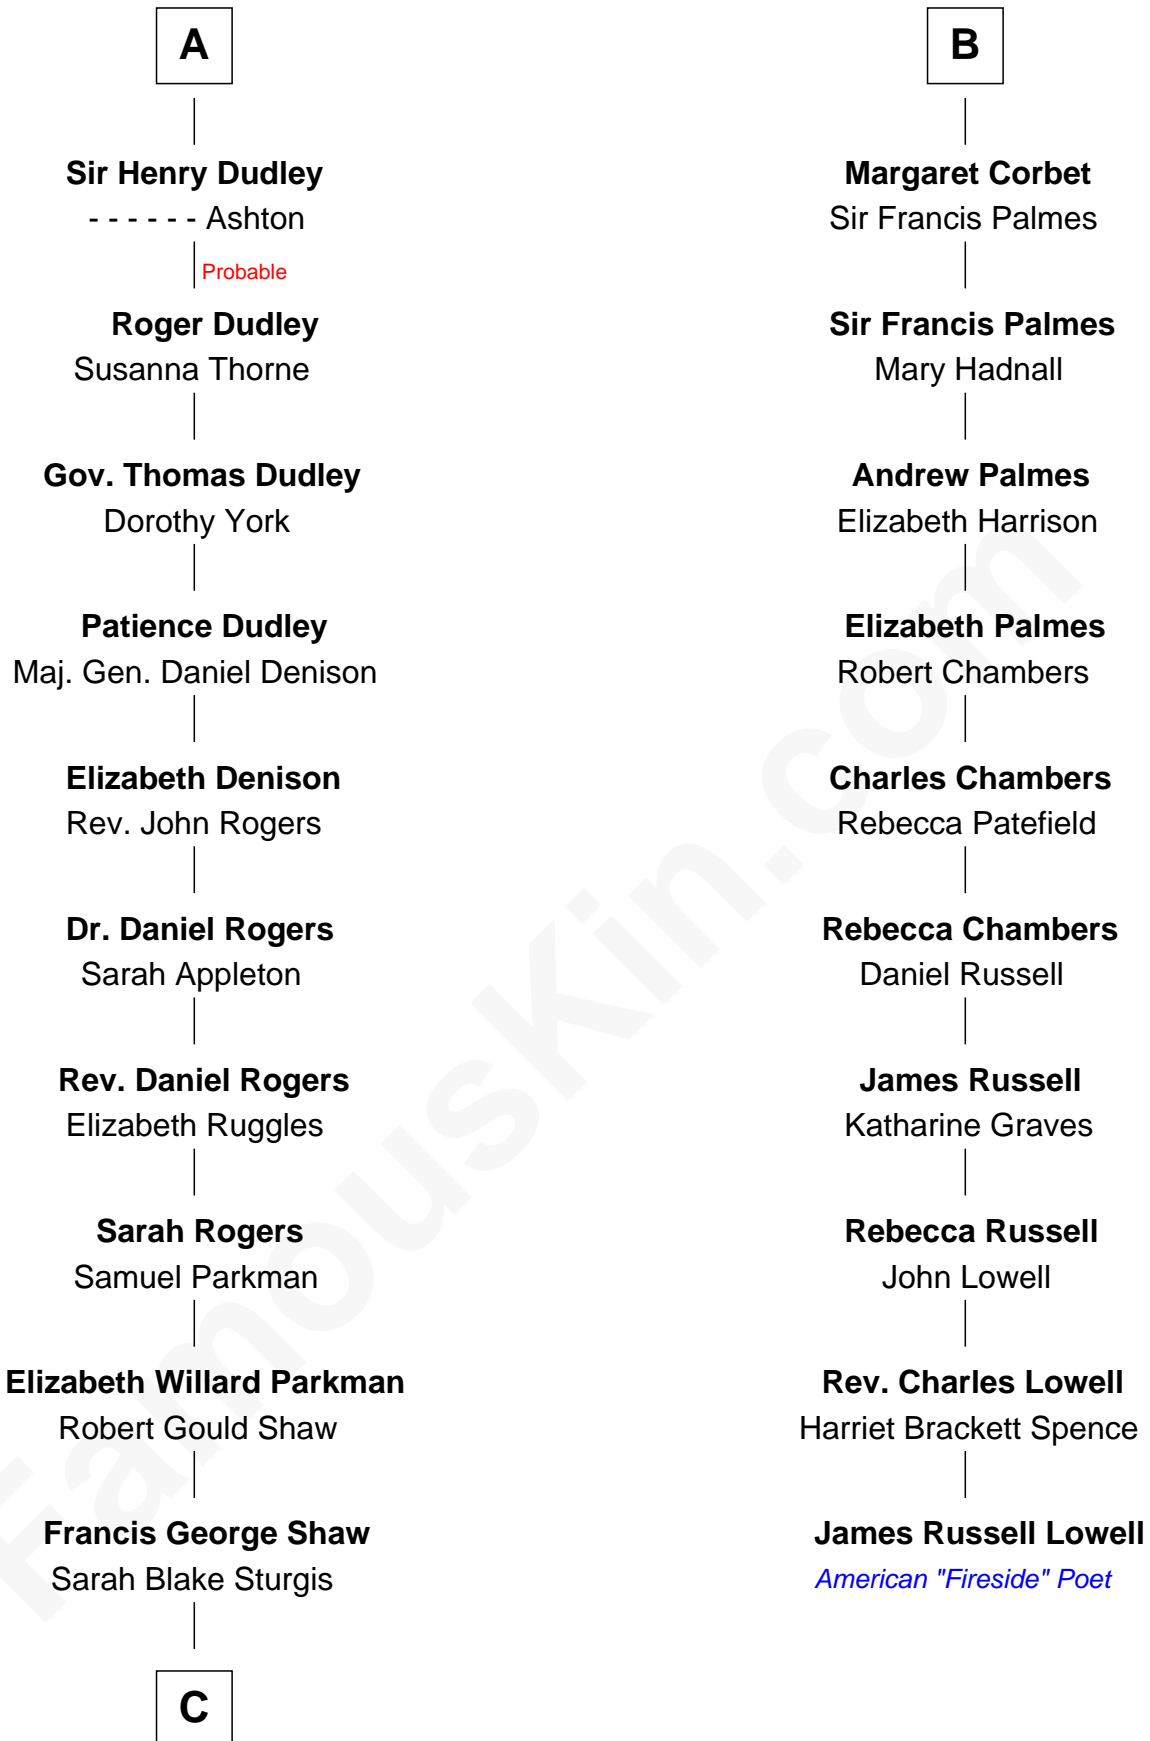 A
Sir Henry Dudley
- - - - - - Ashton
Probable
Roger Dudley
Susanna Thorne
Gov. Thomas Dudley
Dorothy York
Patience Dudley
Maj. Gen. Daniel Denison
Elizabeth Denison
Rev. John Rogers
Dr. Daniel Rogers
Sarah Appleton
Rev. Daniel Rogers
Elizabeth Ruggles
Sarah Rogers
Samuel Parkman
Elizabeth Willard Parkman
Robert Gould Shaw
Francis George Shaw
Sarah Blake Sturgis
C
B
Margaret Corbet
Sir Francis Palmes
Sir Francis Palmes
Mary Hadnall
Andrew Palmes
Elizabeth Harrison
Elizabeth Palmes
Robert Chambers
Charles Chambers
Rebecca Patefield
Rebecca Chambers
Daniel Russell
James Russell
Katharine Graves
Rebecca Russell
John Lowell
Rev. Charles Lowell
Harriet Brackett Spence
James Russell Lowell
American "Fireside" Poet
FamousKin.com